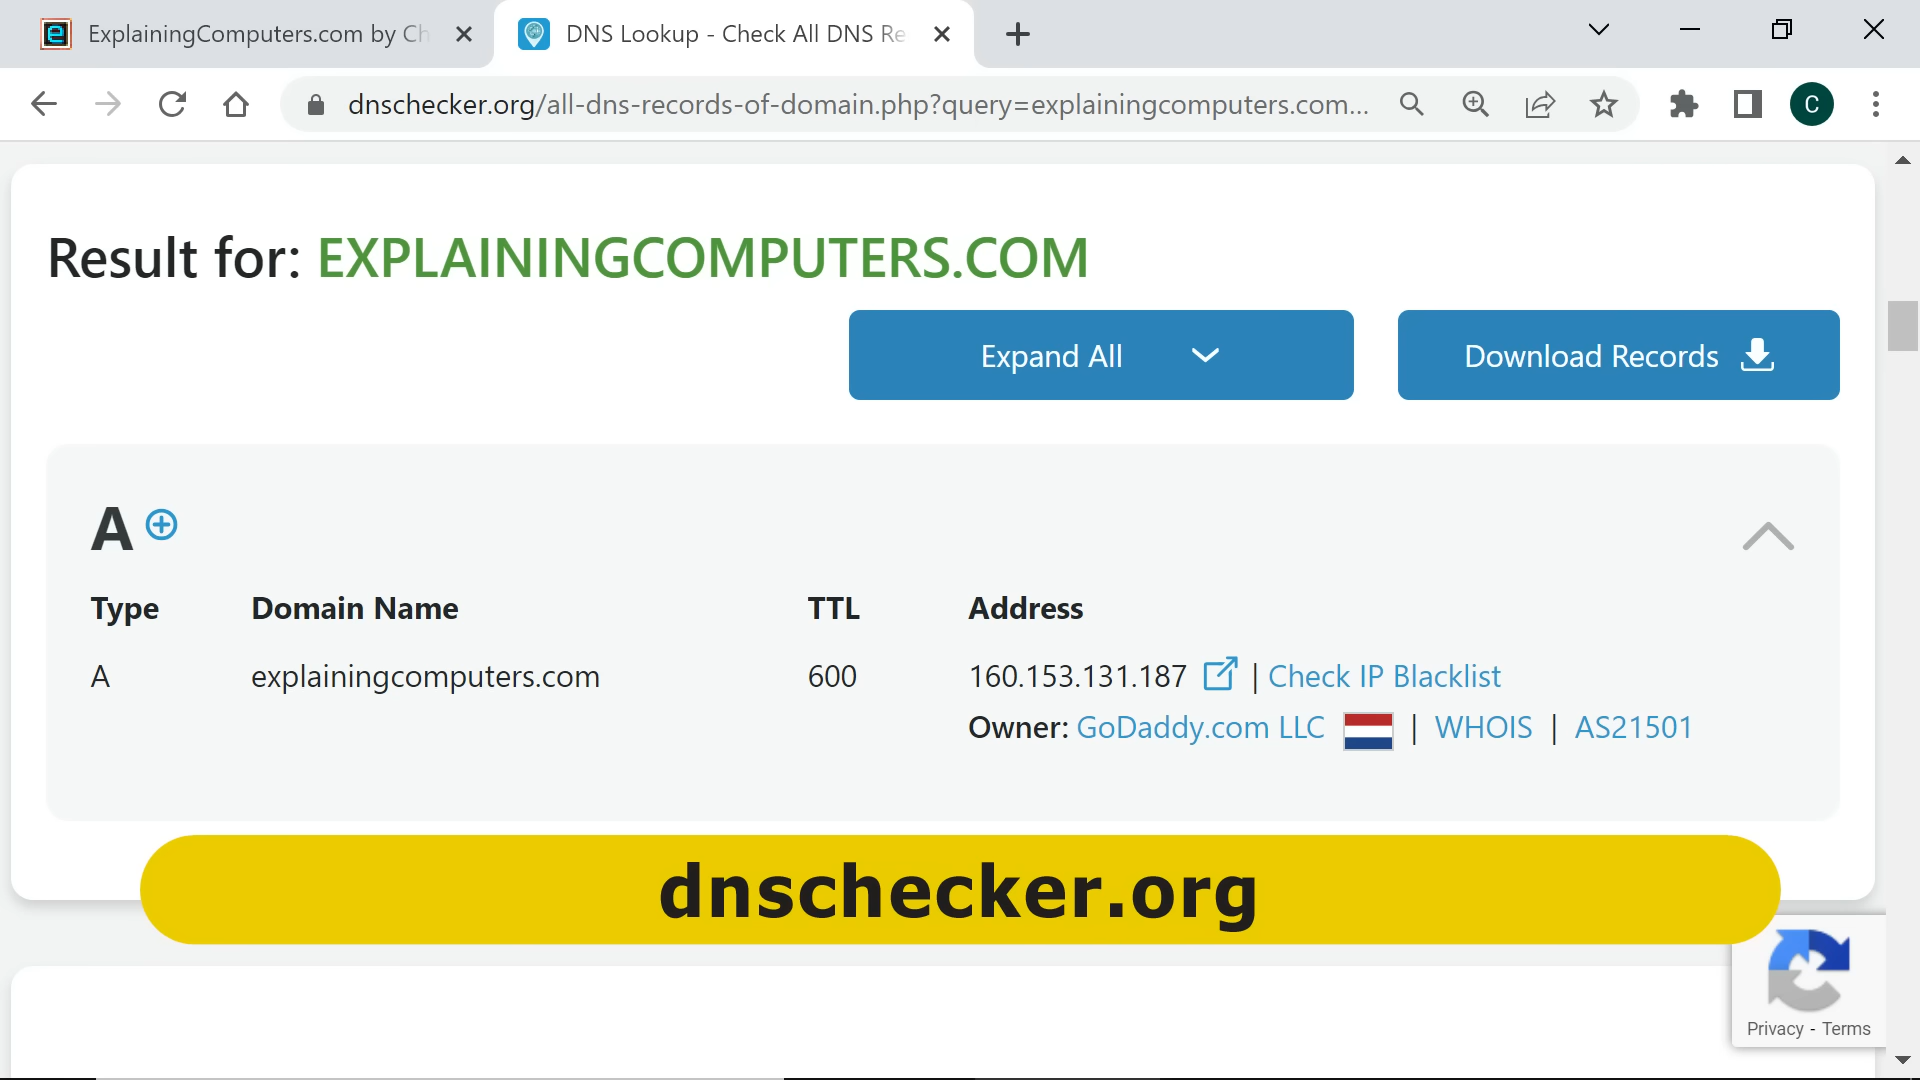 ExplainingComputers.com by Ch
DNS Lookup - Check All DNS Re
dnschecker.org/all-dns-records-of-domain.php?query=explainingcomputers.com...
C
Result for: EXPLAININGCOMPUTERS.COM
Expand All
Download Records
A
Type Domain Name TTL Address
A explainingcomputers.com 600 160.153.131.187 | Check IP Blacklist
Owner: GoDaddy.com LLC | WHOIS | AS21501
dnschecker.org
Privacy - Terms